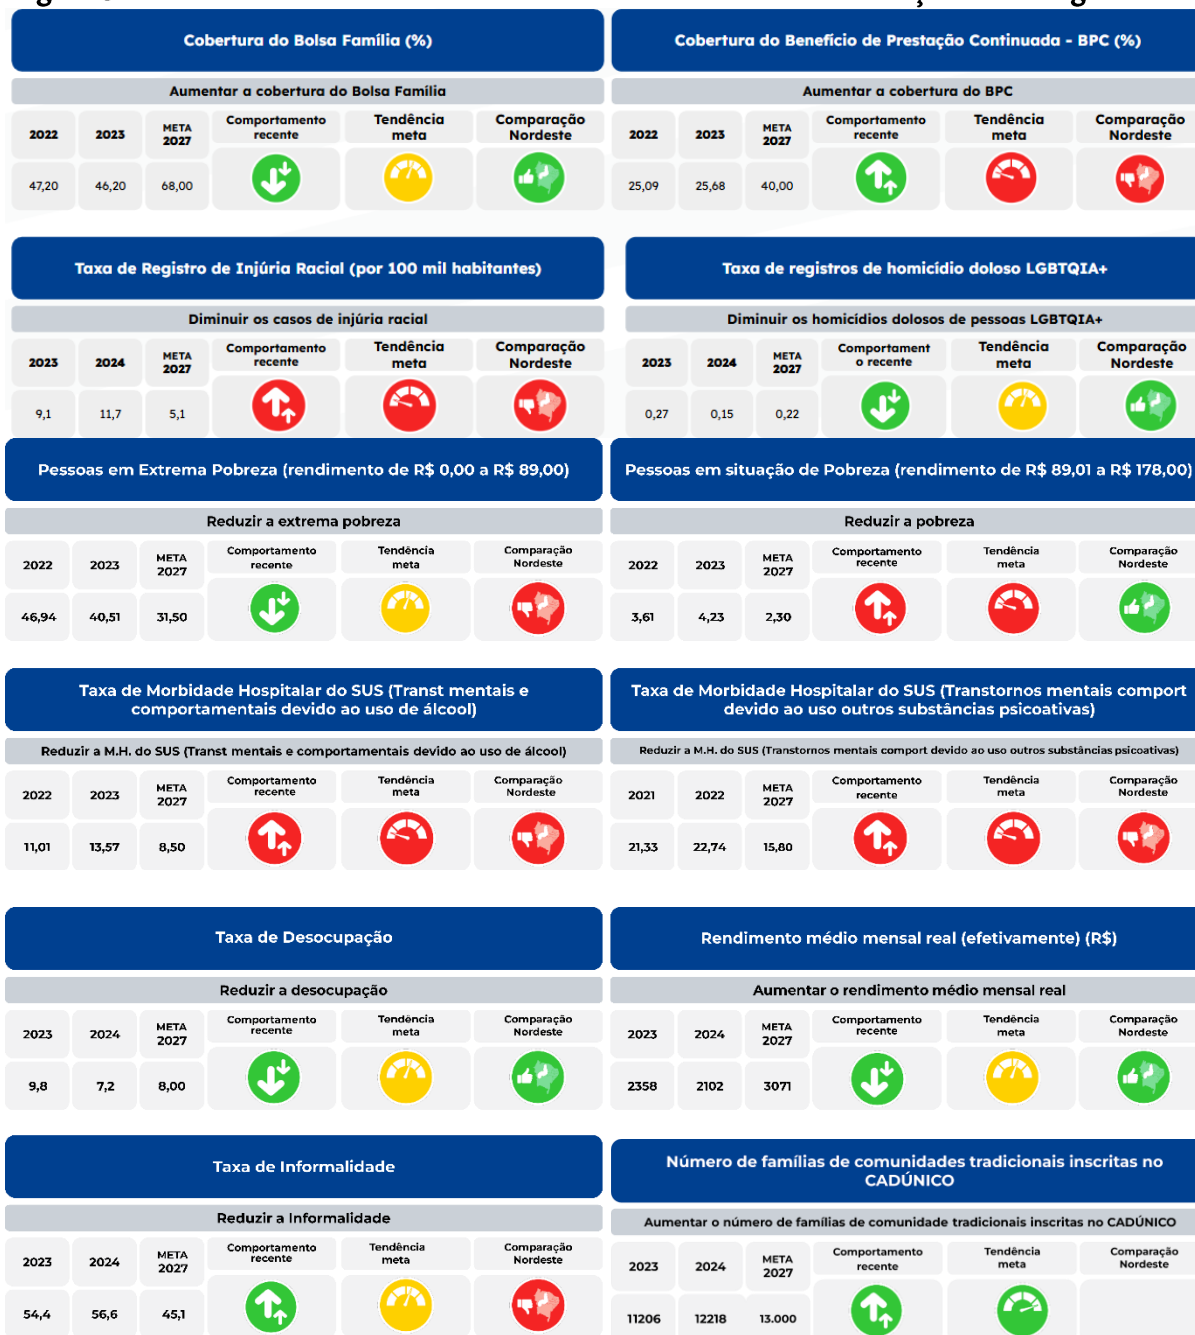 Cobertura do Bolsa Família (%)
Aumentar a cobertura do Bolsa Família
2022 2023 META 2027 Comportamento recente Tendência meta Comparação Nordeste
47,20 46,20 68,00
Cobertura do Benefício de Prestação Continuada - BPC (%)
Aumentar a cobertura do BPC
2022 2023 META 2027 Comportamento recente Tendência meta Comparação Nordeste
25,09 25,68 40,00
Taxa de Registro de Injúria Racial (por 100 mil habitantes)
Diminuir os casos de injúria racial
2023 2024 META 2027 Comportamento recente Tendência meta Comparação Nordeste
9,1 11,7 5,1
Taxa de registros de homicídio doloso LGBTQIA+
Diminuir os homicídios dolosos de pessoas LGBTQIA+
2023 2024 META 2027 Comportament o recente Tendência meta Comparação Nordeste
0,27 0,15 0,22
Pessoas em Extrema Pobreza (rendimento de R$ 0,00 a R$ 89,00)
Reduzir a extrema pobreza
2022 2023 META 2027 Comportamento recente Tendência meta Comparação Nordeste
46,94 40,51 31,50
Pessoas em situação de Pobreza (rendimento de R$ 89,01 a R$ 178,00)
Reduzir a pobreza
2022 2023 META 2027 Comportamento recente Tendência meta Comparação Nordeste
3,61 4,23 2,30
Taxa de Morbidade Hospitalar do SUS (Transt mentais e
comportamentais devido ao uso de álcool)
Reduzir a M.H. do SUS (Transt mentais e comportamentais devido ao uso de álcool)
2022 2023 META 2027 Comportamento recente Tendência meta Comparação Nordeste
11,01 13,57 8,50
Taxa de Morbidade Hospitalar do SUS (Transtornos mentais comport
devido ao uso outros substâncias psicoativas)
Reduzir a M.H. do SUS (Transtornos mentais comport devido ao uso outros substâncias psicoativas)
2021 2022 META 2027 Comportamento recente Tendência meta Comparação Nordeste
21,33 22,74 15,80
Taxa de Desocupação
Reduzir a desocupação
2023 2024 META 2027 Comportamento recente Tendência meta Comparação Nordeste
9,8 7,2 8,00
Rendimento médio mensal real (efetivamente) (R$)
Aumentar o rendimento médio mensal real
2023 2024 META 2027 Comportamento recente Tendência meta Comparação Nordeste
2358 2102 3071
Taxa de Informalidade
Reduzir a Informalidade
2023 2024 META 2027 Comportamento recente Tendência meta Comparação Nordeste
54,4 56,6 45,1
Número de famílias de comunidades tradicionais inscritas no
CADÚNICO
Aumentar o número de famílias de comunidade tradicionais inscritas no CADÚNICO
2023 2024 META 2027 Comportamento recente Tendência meta Comparação Nordeste
11206 12218 13.000